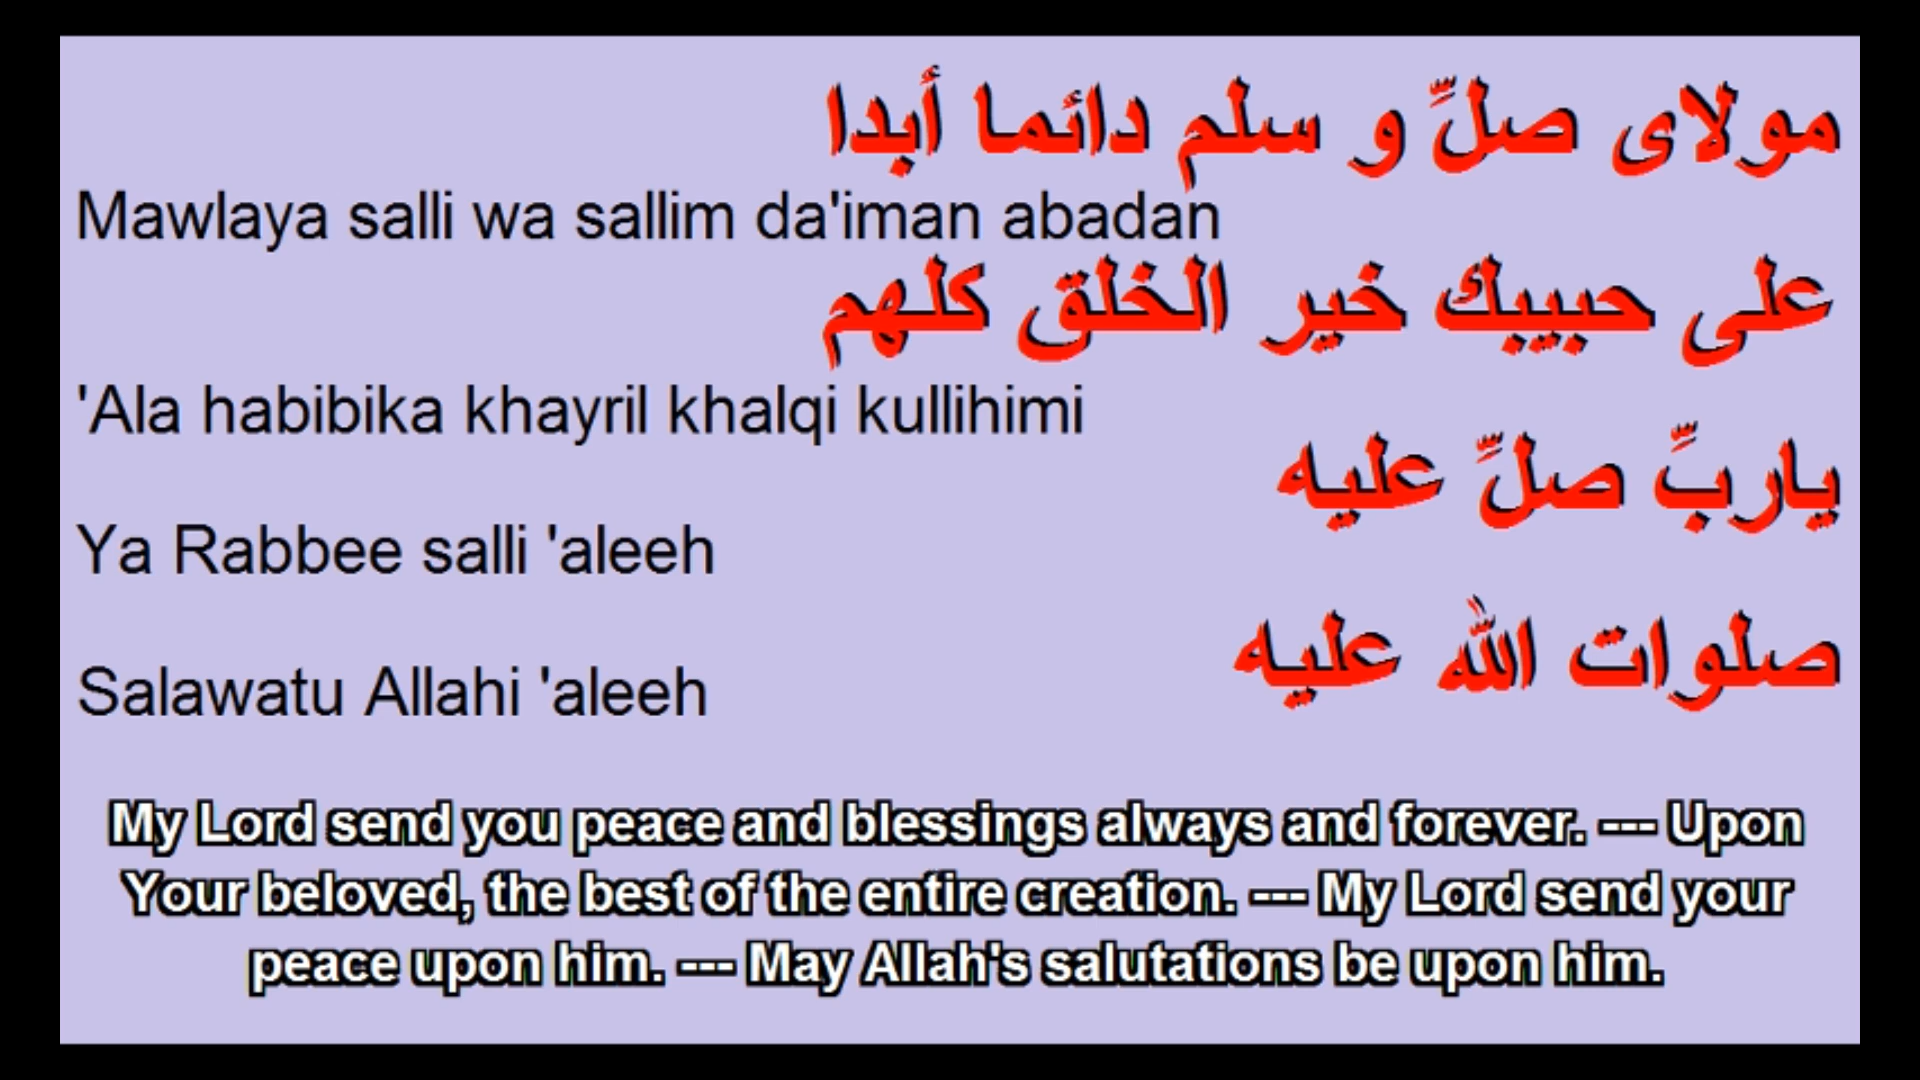 مولاى صلِّ و سلم دائما أبدا
Mawlaya salli wa sallim da'iman abadan
على حبيبك خير الخلق كلهم
'Ala habibika khayril khalqi kullihimi
ياربِّ صلِّ عليه
Ya Rabbee salli 'aleeh
صلوات الله عليه
Salawatu Allahi 'aleeh
My Lord send you peace and blessings always and forever. --- Upon
Your beloved, the best of the entire creation. --- My Lord send your
peace upon him. --- May Allah's salutations be upon him.